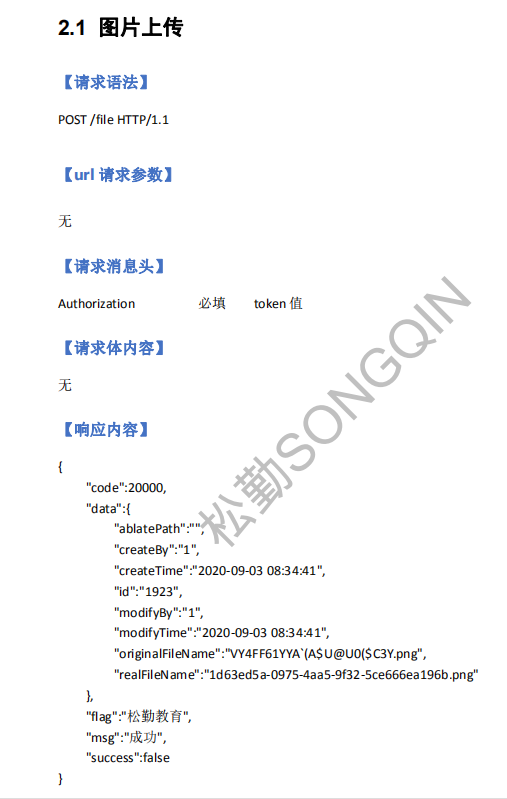 2.1 图片上传
【请求语法】
POST /file HTTP/1.1
【url 请求参数】
无
【请求消息头】
Authorization 必填 token 值
【请求体内容】
无
【响应内容】
{
"code":20000,
"data":{
"ablatePath":"",
"createBy":"1",
"createTime":"2020-09-03 08:34:41",
"id":"1923",
"modifyBy":"1",
"modifyTime":"2020-09-03 08:34:41",
"originalFileName":"VY4FF61YYA`(A$U@U0($C3Y.png",
"realFileName":"1d63ed5a-0975-4aa5-9f32-5ce666ea196b.png"
},
"flag":"松勤教育",
"msg":"成功",
"success":false
}
松勤SONGQIN